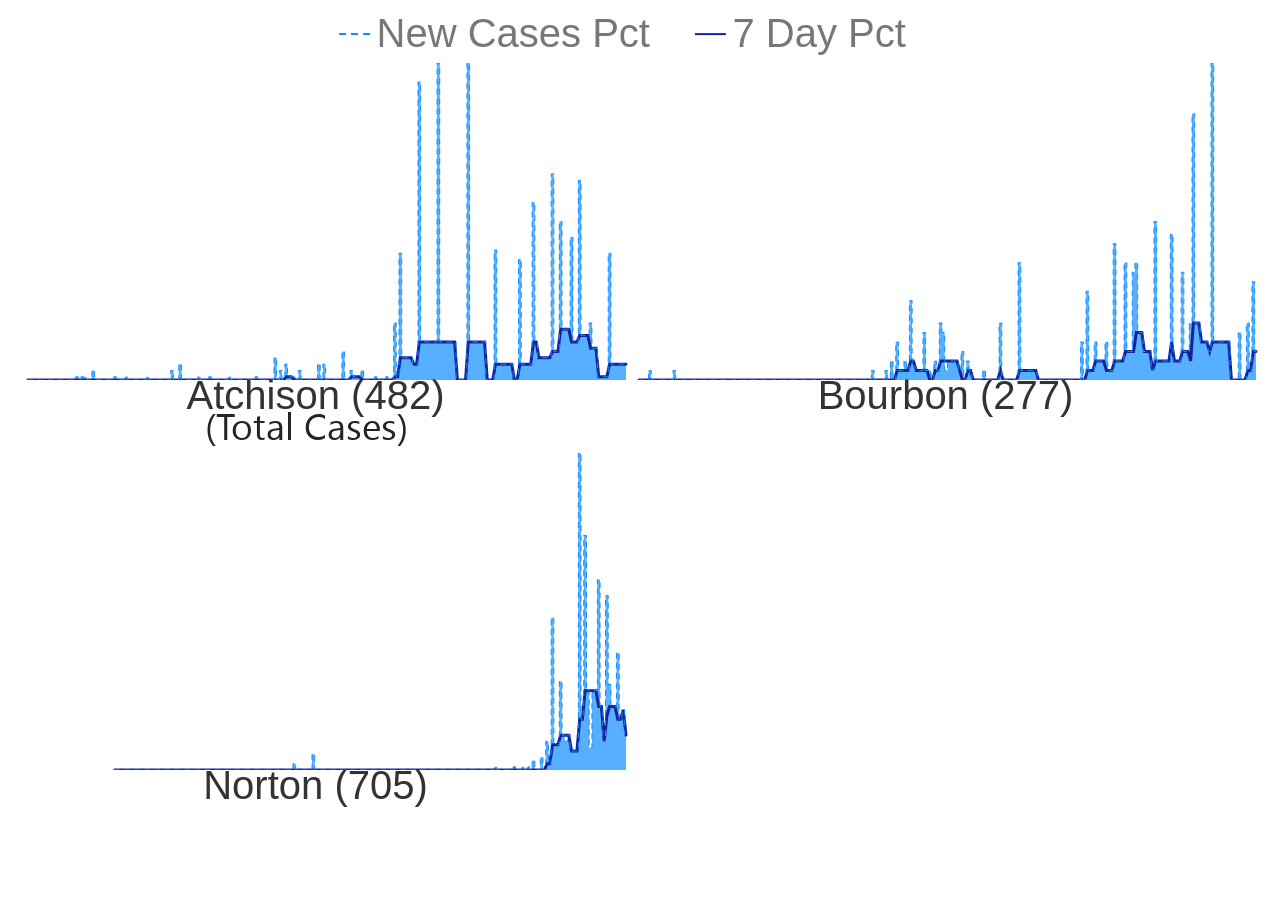 New Cases Pct 7 Day Pct
Atchison (482) Bourbon (277)
(Total Cases)
Norton (705)